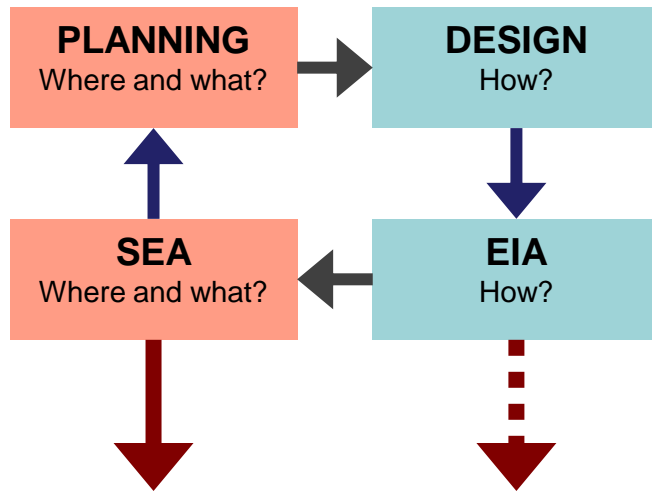 PLANNING
Where and what?
DESIGN
How?
SEA
Where and what?
EIA
How?